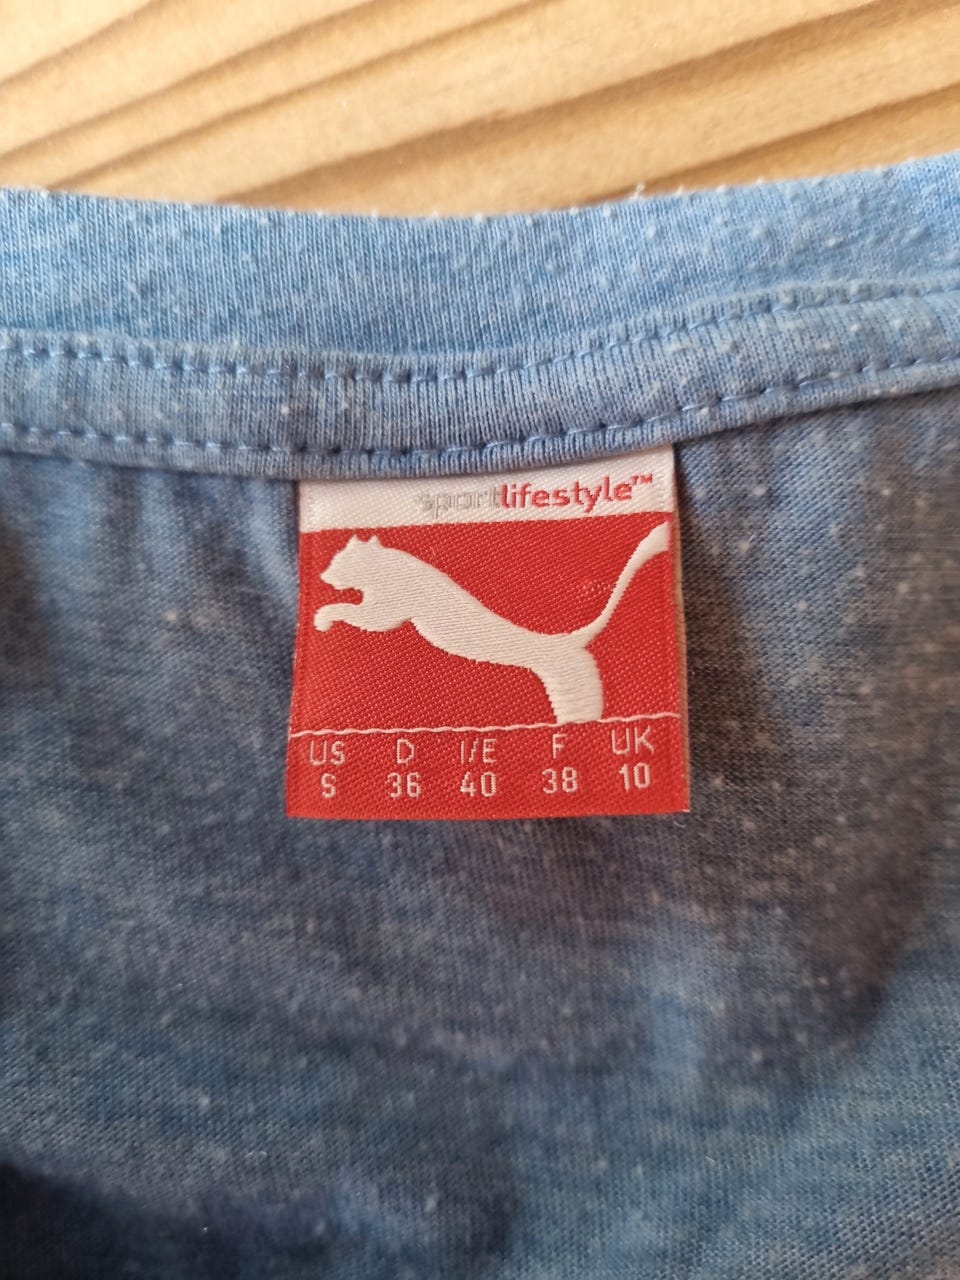 sportlifestyle™
US D I/E F UK
S 36 40 38 10